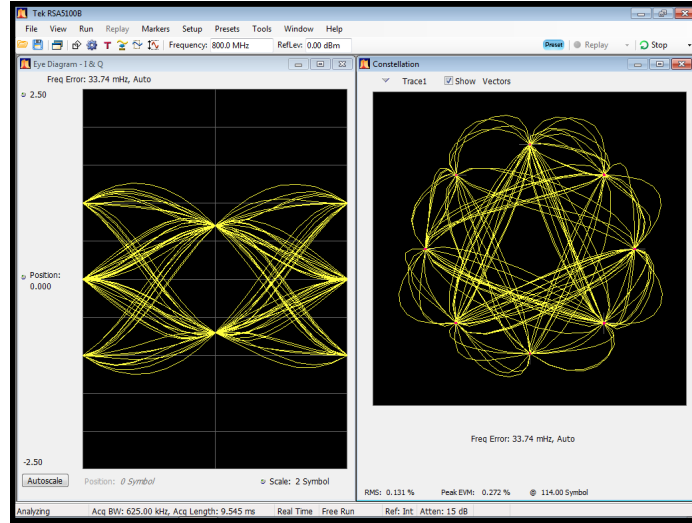 Tek RSA5100B
File View Run Replay Markers Setup Presets Tools Window Help
T Frequency: 800.0 MHz RefLev: 0.00 dBm Preset Replay Stop
Eye Diagram - I & Q
Freq Error: 33.74 mHz, Auto
2.50
Position:
0.000
-2.50
Autoscale Position: 0 Symbol Scale: 2 Symbol
Constellation
Trace1 Show Vectors
Freq Error: 33.74 mHz, Auto
RMS: 0.131 % Peak EVM: 0.272 % @ 114.00 Symbol
Analyzing Acq BW: 625.00 kHz, Acq Length: 9.545 ms Real Time Free Run Ref: Int Atten: 15 dB